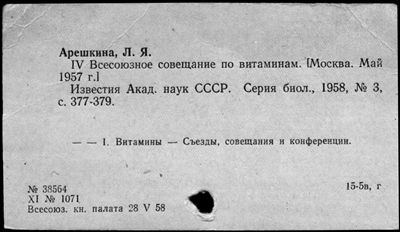 Арешкина, Л. Я.
IV Всесоюзное совещание по витаминам. [Москва. Май
1957 г.]
Известия Акад. наук СССР. Серия биол., 1958, № 3,
с. 377-379.
— — I. Витамины — Съезды, совещания и конференции.
№ 38564
XI № 1071
Всесоюз. кн. палата 28 V 58
15-5в, г